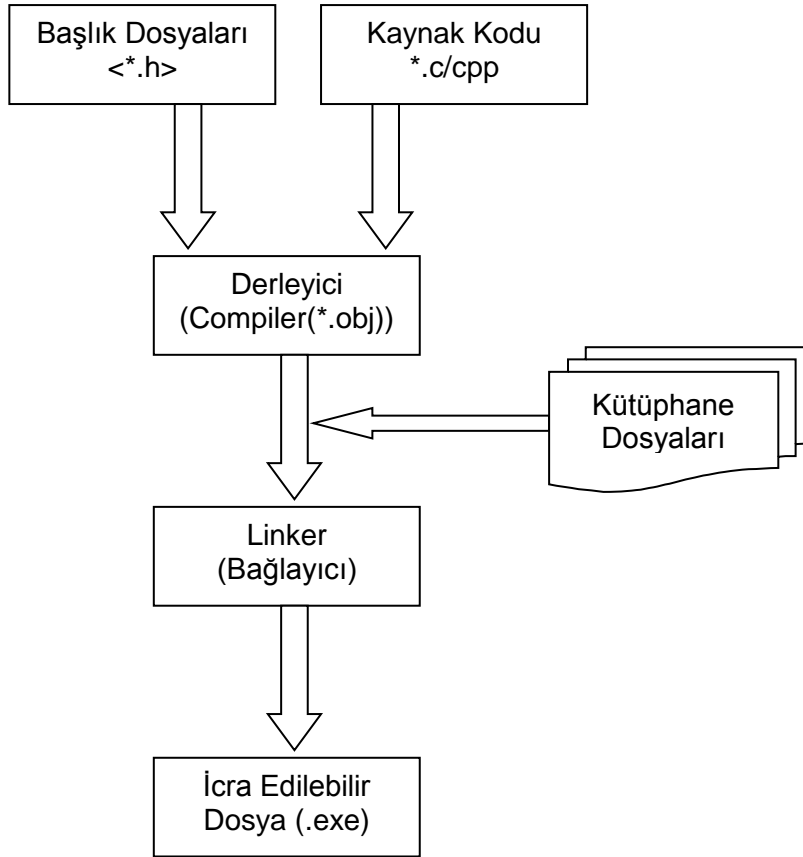 Başlık Dosyaları
<*.h>
Kaynak Kodu
*.c/cpp
Derleyici
(Compiler(*.obj))
Kütüphane
Dosyaları
Linker
(Bağlayıcı)
İcra Edilebilir
Dosya (.exe)